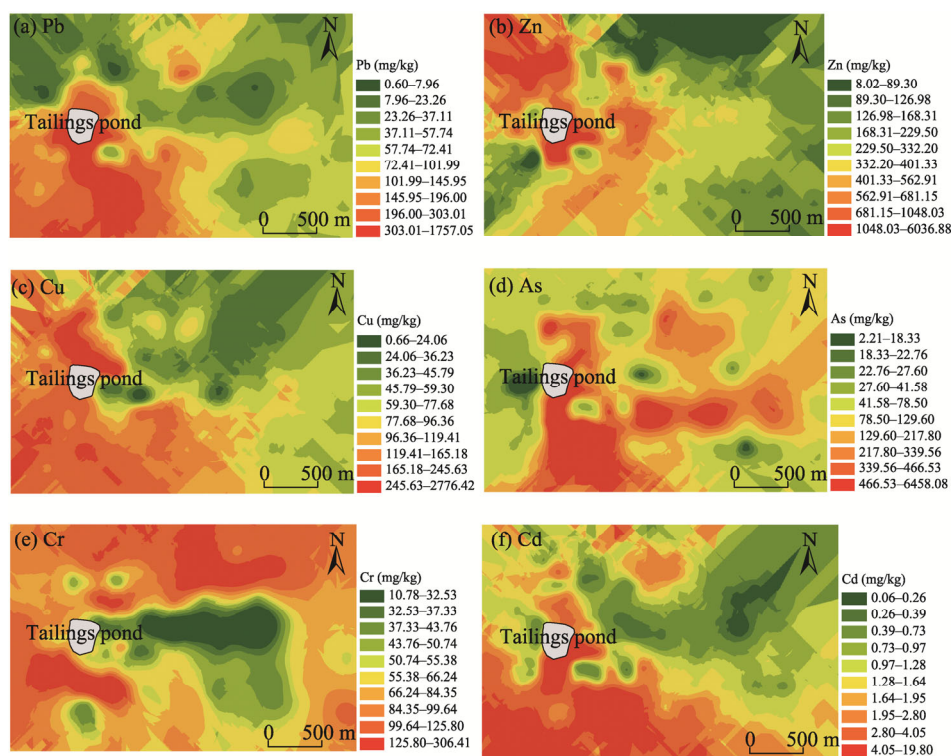 (a) Pb
N
Pb (mg/kg)
0.60–7.96
7.96–23.26
23.26–37.11
37.11–57.74
57.74–72.41
72.41–101.99
101.99–145.95
145.95–196.00
196.00–303.01
303.01–1757.05
Tailings pond
0 500 m
(b) Zn
N
Zn (mg/kg)
8.02–89.30
89.30–126.98
126.98–168.31
168.31–229.50
229.50–332.20
332.20–401.33
401.33–562.91
562.91–681.15
681.15–1048.03
1048.03–6036.88
Tailings pond
0 500 m
(c) Cu
N
Cu (mg/kg)
0.66–24.06
24.06–36.23
36.23–45.79
45.79–59.30
59.30–77.68
77.68–96.36
96.36–119.41
119.41–165.18
165.18–245.63
245.63–2776.42
Tailings pond
0 500 m
(d) As
N
As (mg/kg)
2.21–18.33
18.33–22.76
22.76–27.60
27.60–41.58
41.58–78.50
78.50–129.60
129.60–217.80
217.80–339.56
339.56–466.53
466.53–6458.08
Tailings pond
0 500 m
(e) Cr
N
Cr (mg/kg)
10.78–32.53
32.53–37.33
37.33–43.76
43.76–50.74
50.74–55.38
55.38–66.24
66.24–84.35
84.35–99.64
99.64–125.80
125.80–306.41
Tailings pond
0 500 m
(f) Cd
N
Cd (mg/kg)
0.06–0.26
0.26–0.39
0.39–0.73
0.73–0.97
0.97–1.28
1.28–1.64
1.64–1.95
1.95–2.80
2.80–4.05
4.05–19.80
Tailings pond
0 500 m